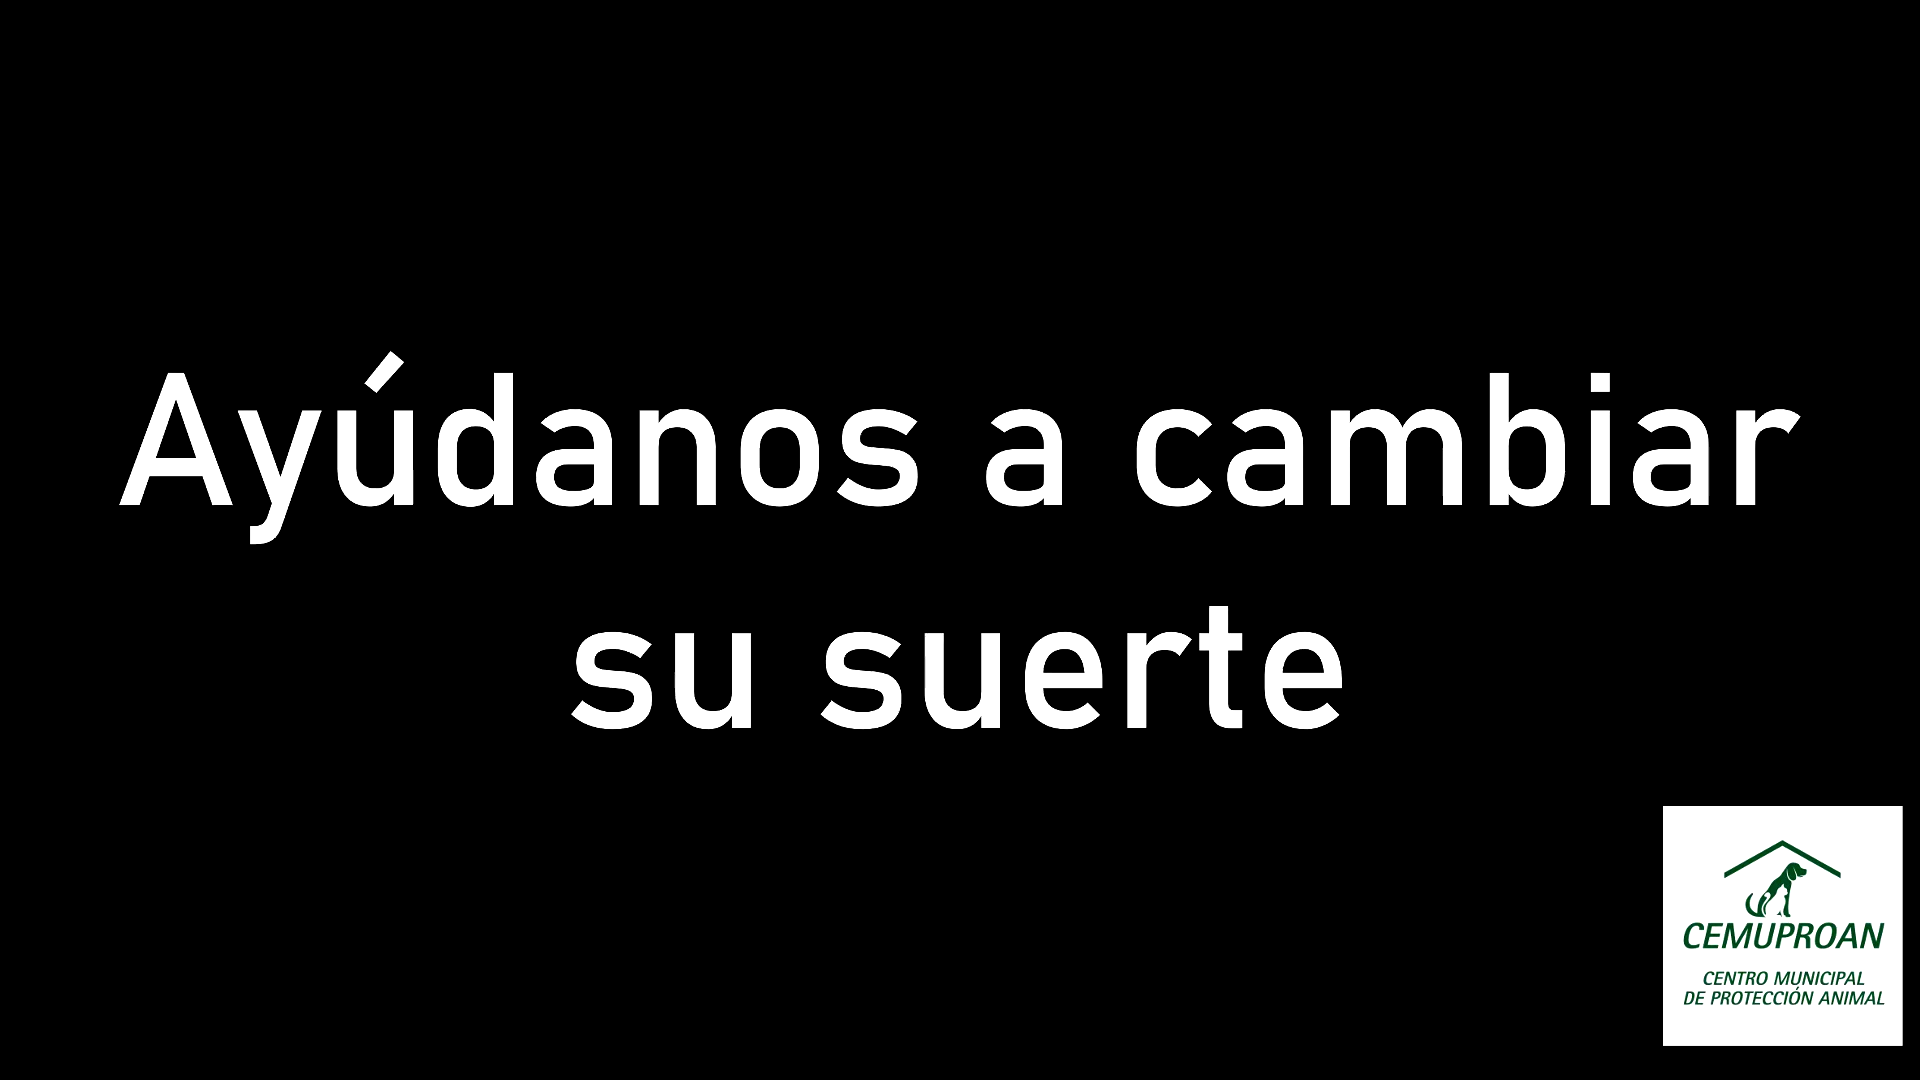 Ayúdanos a cambiar
su suerte
CEMUPROAN
CENTRO MUNICIPAL
DE PROTECCIÓN ANIMAL